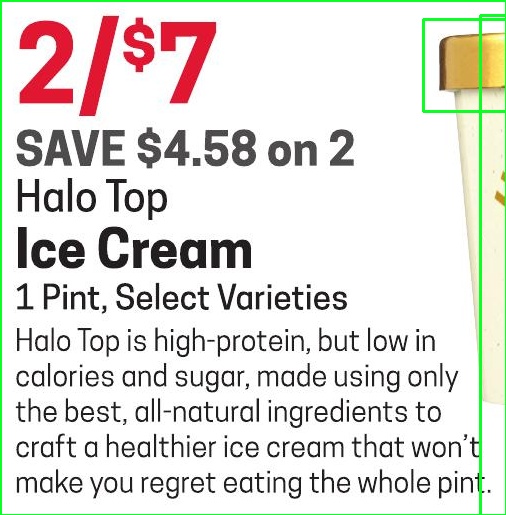 2/$7
SAVE $4.58 on 2
Halo Top
Ice Cream
1 Pint, Select Varieties
Halo Top is high-protein, but low in
calories and sugar, made using only
the best, all-natural ingredients to
craft a healthier ice cream that won't
make you regret eating the whole pint.